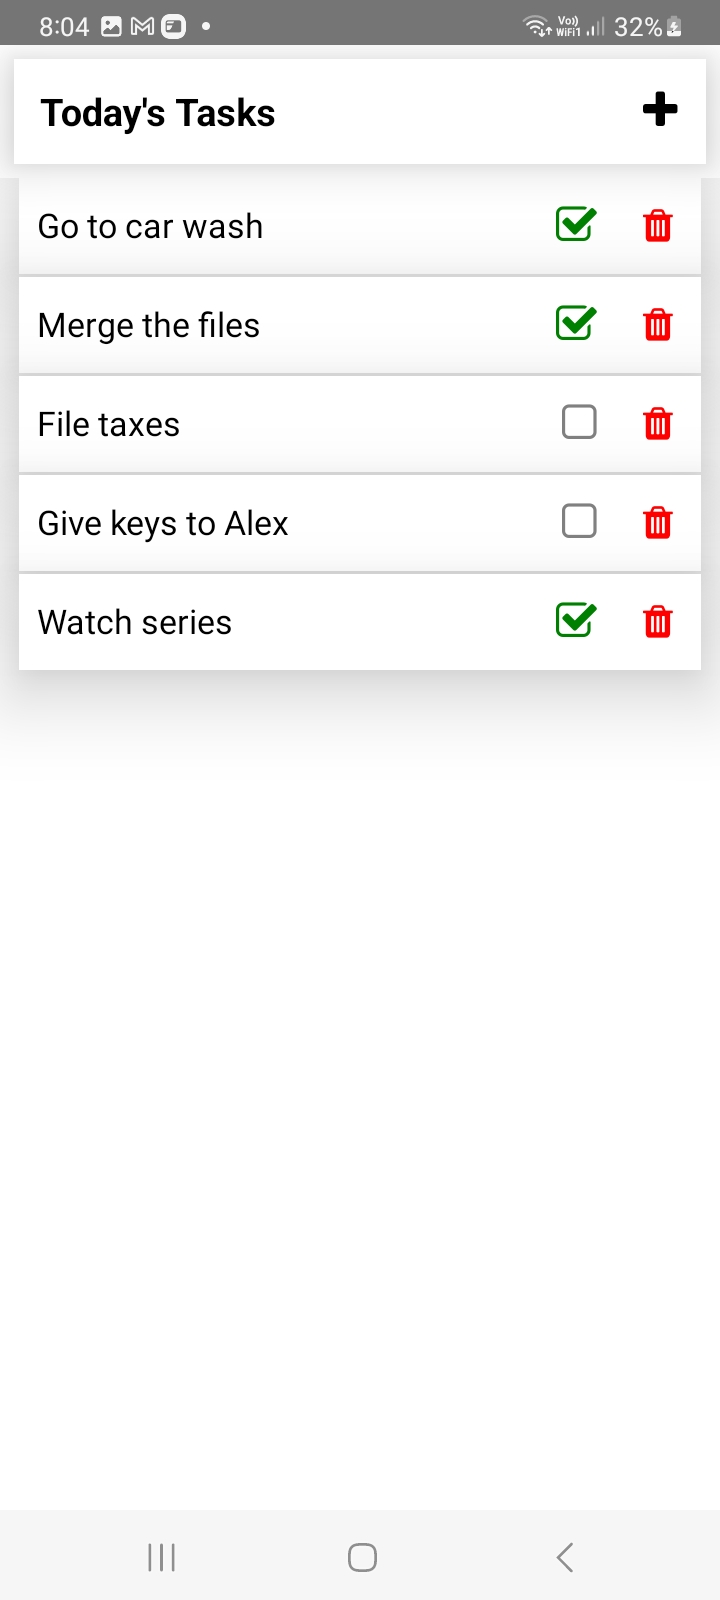 8:04 Vo)) WiFi1 32%
Today's Tasks
Go to car wash
Merge the files
File taxes
Give keys to Alex
Watch series